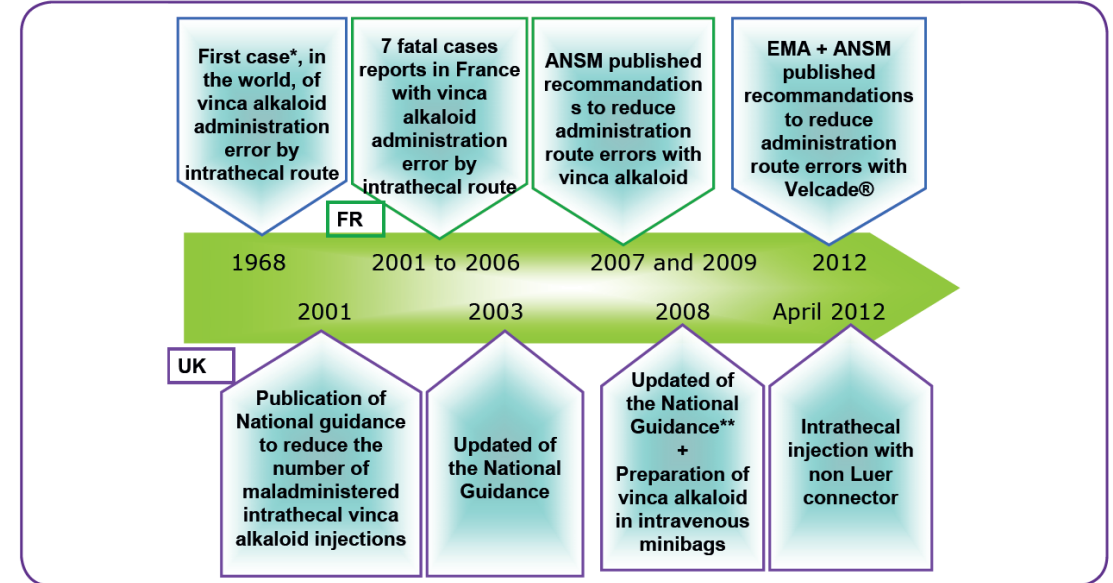 First case*, in
the world, of
vinca alkaloid
administration
error by
intrathecal route
7 fatal cases
reports in France
with vinca
alkaloid
administration
error by
intrathecal route
ANSM published
recommandation
s to reduce
administration
route errors with
vinca alkaloid
EMA + ANSM
published
recommandations
to reduce
administration
route errors with
Velcade®
FR
1968
2001 to 2006
2007 and 2009
2012
2001
2003
2008
April 2012
UK
Publication of
National guidance
to reduce the
number of
maladministered
intrathecal vinca
alkaloid injections
Updated of
the National
Guidance
Updated of
the National
Guidance**
+
Preparation of
vinca alkaloid
in intravenous
minibags
Intrathecal
injection with
non Luer
connector